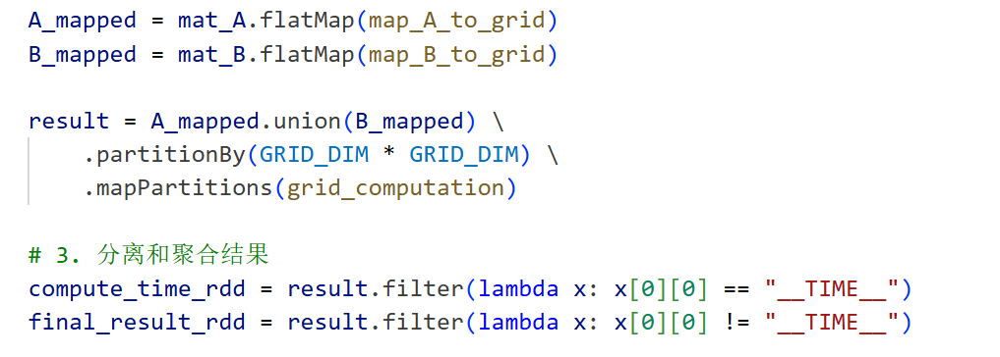 A_mapped = mat_A.flatMap(map_A_to_grid)
B_mapped = mat_B.flatMap(map_B_to_grid)
result = A_mapped.union(B_mapped) \
.partitionBy(GRID_DIM * GRID_DIM) \
.mapPartitions(grid_computation)
# 3. 分离和聚合结果
compute_time_rdd = result.filter(lambda x: x[0][0] == "__TIME__")
final_result_rdd = result.filter(lambda x: x[0][0] != "__TIME__")